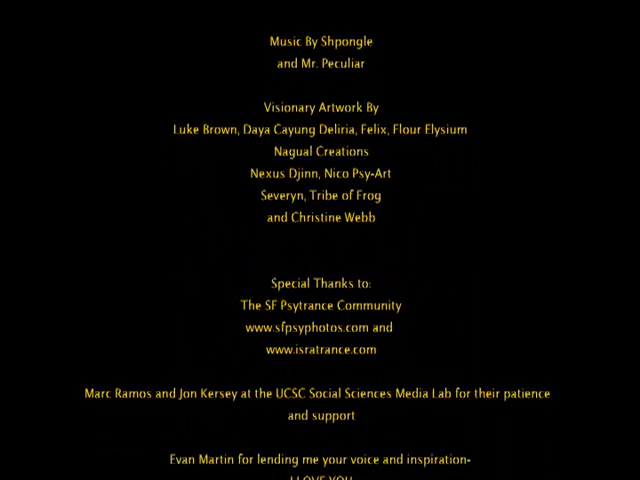 Music By Shpongle
and Mr. Peculiar
Visionary Artwork By
Luke Brown, Daya Cayung Deliria, Felix, Flour Elysium
Nagual Creations
Nexus Djinn, Nico Psy-Art
Severyn, Tribe of Frog
and Christine Webb
Special Thanks to:
The SF Psytrance Community
www.sfpsyphotos.com and
www.isratrance.com
Marc Ramos and Jon Kersey at the UCSC Social Sciences Media Lab for their patience
and support
Evan Martin for lending me your voice and inspiration-
I LOVE YOU